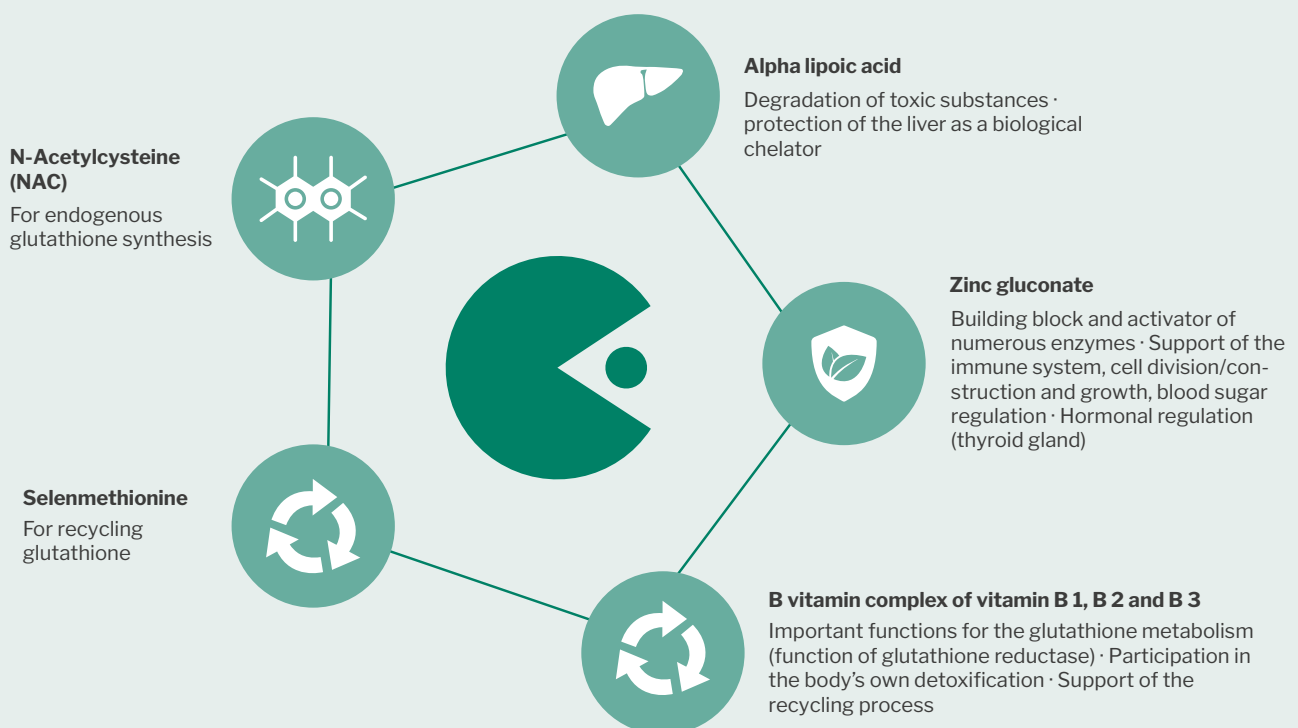 Alpha lipoic acid
Degradation of toxic substances ·
protection of the liver as a biological
chelator
N-Acetylcysteine
(NAC)
For endogenous
glutathione synthesis
Zinc gluconate
Building block and activator of
numerous enzymes · Support of the
immune system, cell division/con-
struction and growth, blood sugar
regulation · Hormonal regulation
(thyroid gland)
Selenmethionine
For recycling
glutathione
B vitamin complex of vitamin B 1, B 2 and B 3
Important functions for the glutathione metabolism
(function of glutathione reductase) · Participation in
the body’s own detoxification · Support of the
recycling process